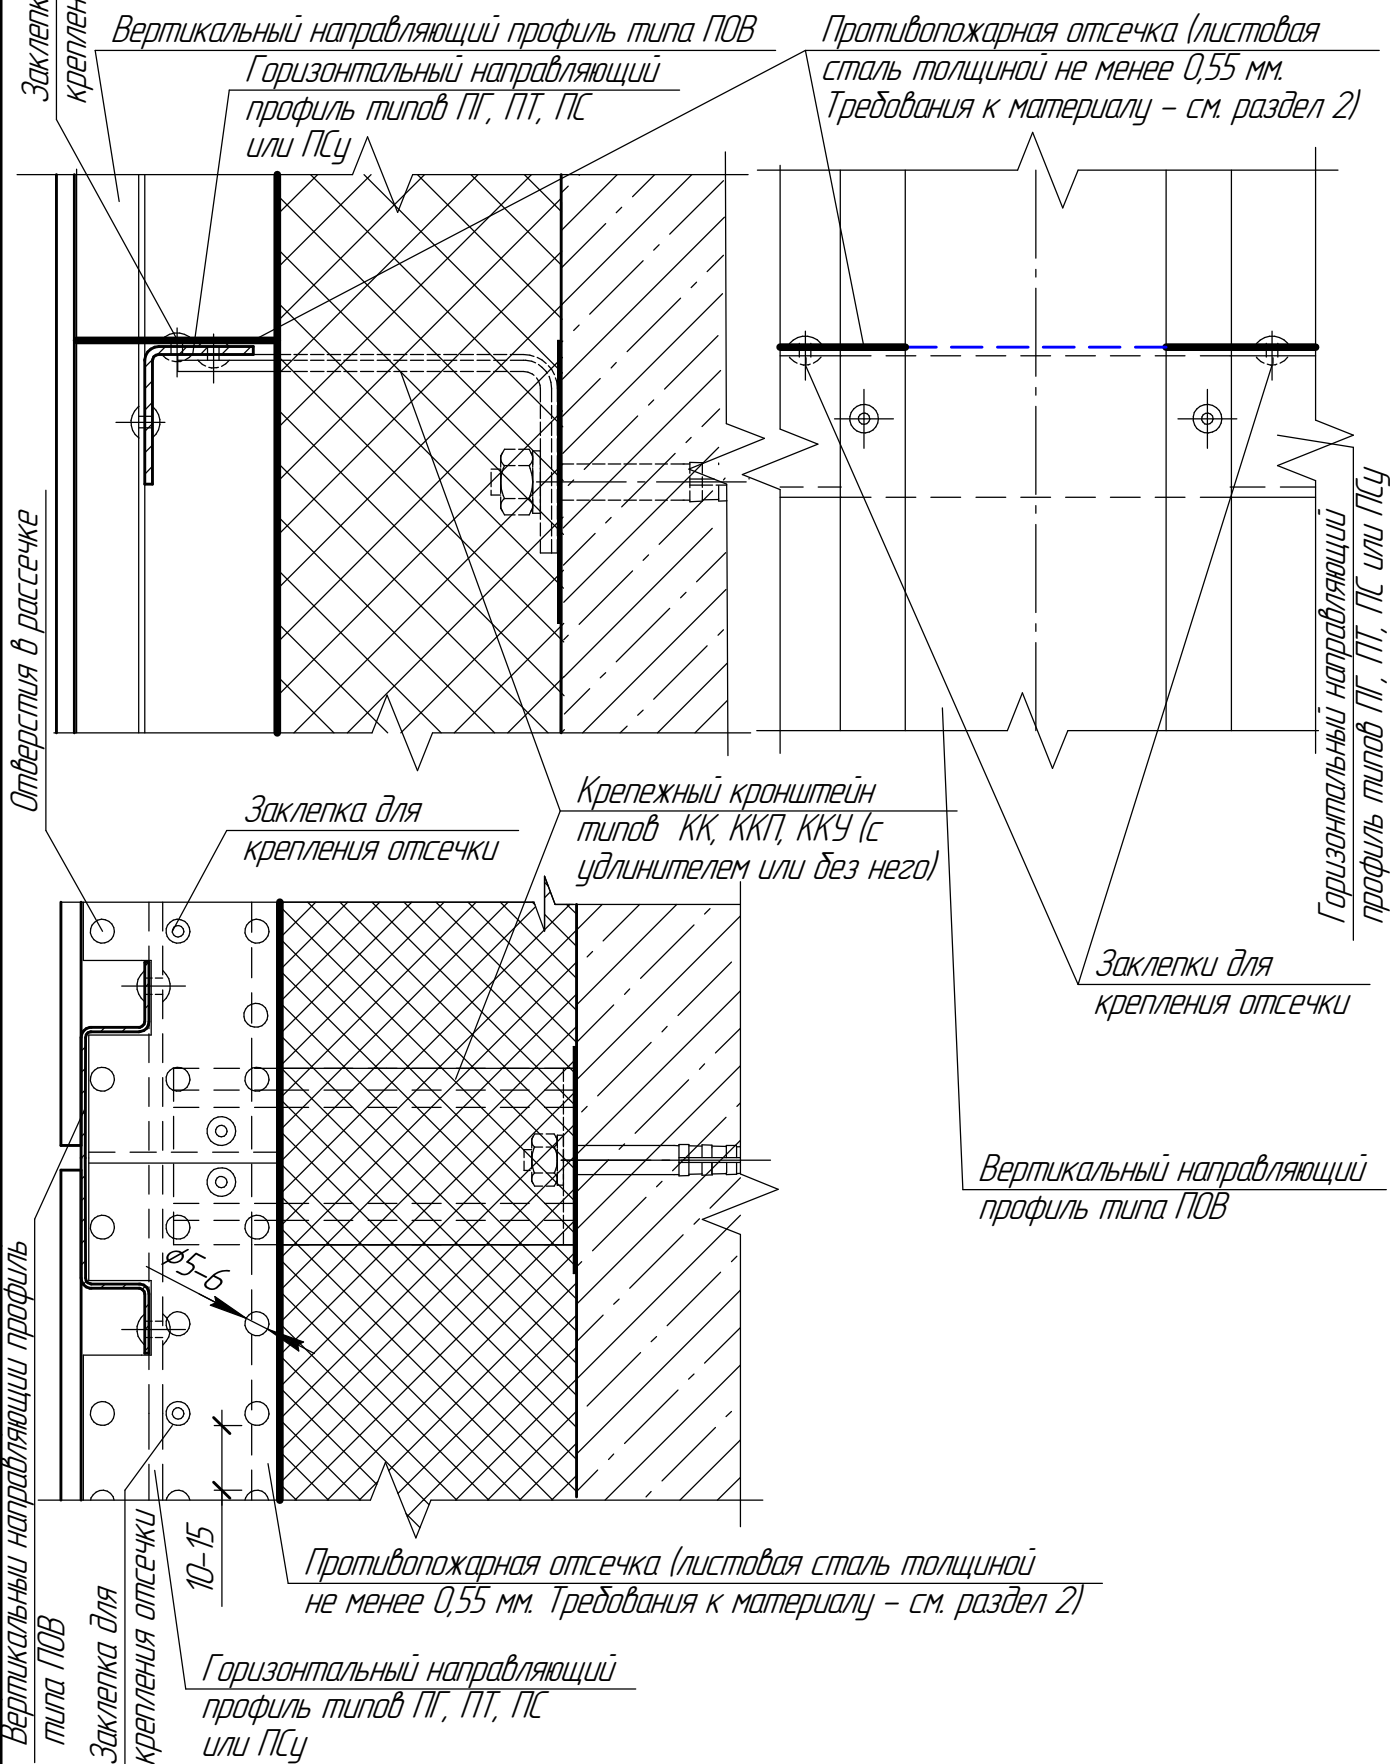 Заклепк
креплен
Вертикальный направляющий профиль типа ПОВ
Горизонтальный направляющий
профиль типов ПГ, ПТ, ПС
или ПСу
Противопожарная отсечка (листовая
сталь толщиной не менее 0,55 мм.
Требования к материалу – см. раздел 2)
Отверстия в рассечке
Горизонтальный направляющий
профиль типов ПГ, ПТ, ПС или ПСу
Заклепка для
крепления отсечки
Крепежный кронштейн
типов КК, ККП, ККУ (с
удлинителем или без него)
Заклепки для
крепления отсечки
Вертикальный направляющий
профиль типа ПОВ
ø5-6
10-15
Вертикальный направляющий профиль
типа ПОВ
Заклепка для
крепления отсечки
Противопожарная отсечка (листовая сталь толщиной
не менее 0,55 мм. Требования к материалу – см. раздел 2)
Горизонтальный направляющий
профиль типов ПГ, ПТ, ПС
или ПСу